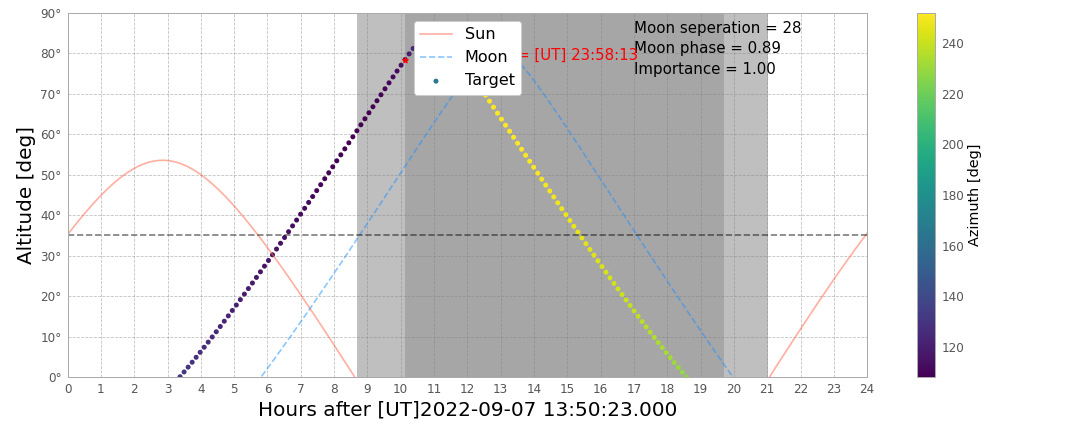 90°
80°
70°
60°
50°
40°
30°
20°
10°
0°
Altitude [deg]
Sun
Moon
Target
= [UT] 23:58:13
Moon seperation = 28
Moon phase = 0.89
Importance = 1.00
0 1 2 3 4 5 6 7 8 9 10 11 12 13 14 15 16 17 18 19 20 21 22 23 24
Hours after [UT]2022-09-07 13:50:23.000
240
220
200
180
160
140
120
Azimuth [deg]